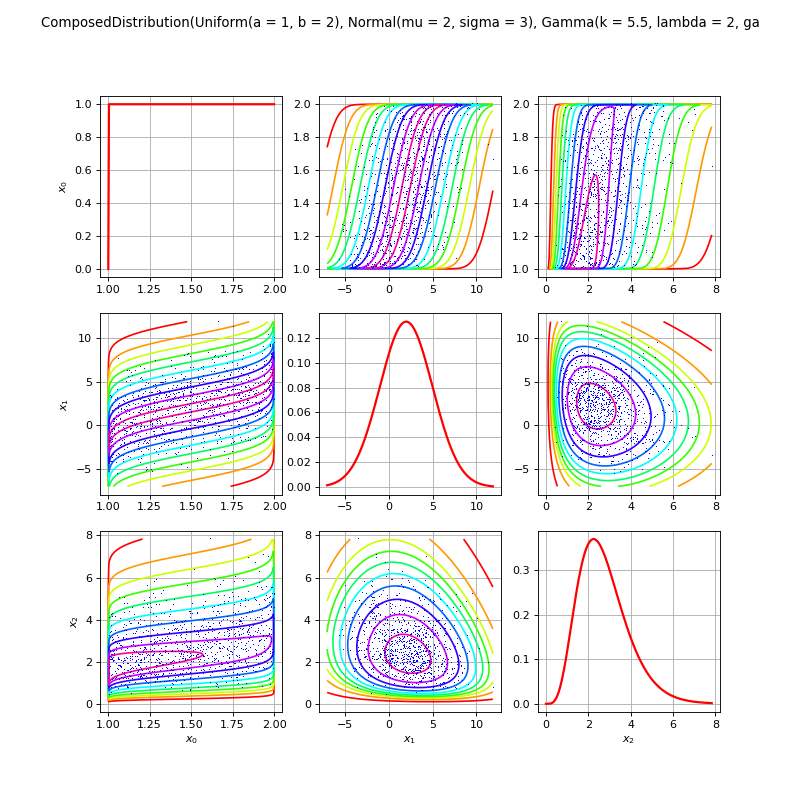 ComposedDistribution(Uniform(a = 1, b = 2), Normal(mu = 2, sigma = 3), Gamma(k = 5.5, lambda = 2, ga
1.0 2.0 2.0
0.8 1.8 1.8
0.6 1.6 1.6
x0
0.4 1.4 1.4
0.2 1.2 1.2
0.0 1.0 1.0
1.00 1.25 1.50 1.75 2.00 −5 0 5 10 0 2 4 6 8
10 0.12 10
0.10
5 0.08 5
x1
0.06
0 0.04 0
0.02
−5 0.00 −5
1.00 1.25 1.50 1.75 2.00 −5 0 5 10 0 2 4 6 8
8 8
6 6 0.3
4 4 0.2
x2
2 2 0.1
0 0 0.0
1.00 1.25 1.50 1.75 2.00 −5 0 5 10 0 2 4 6 8
x0 x1 x2